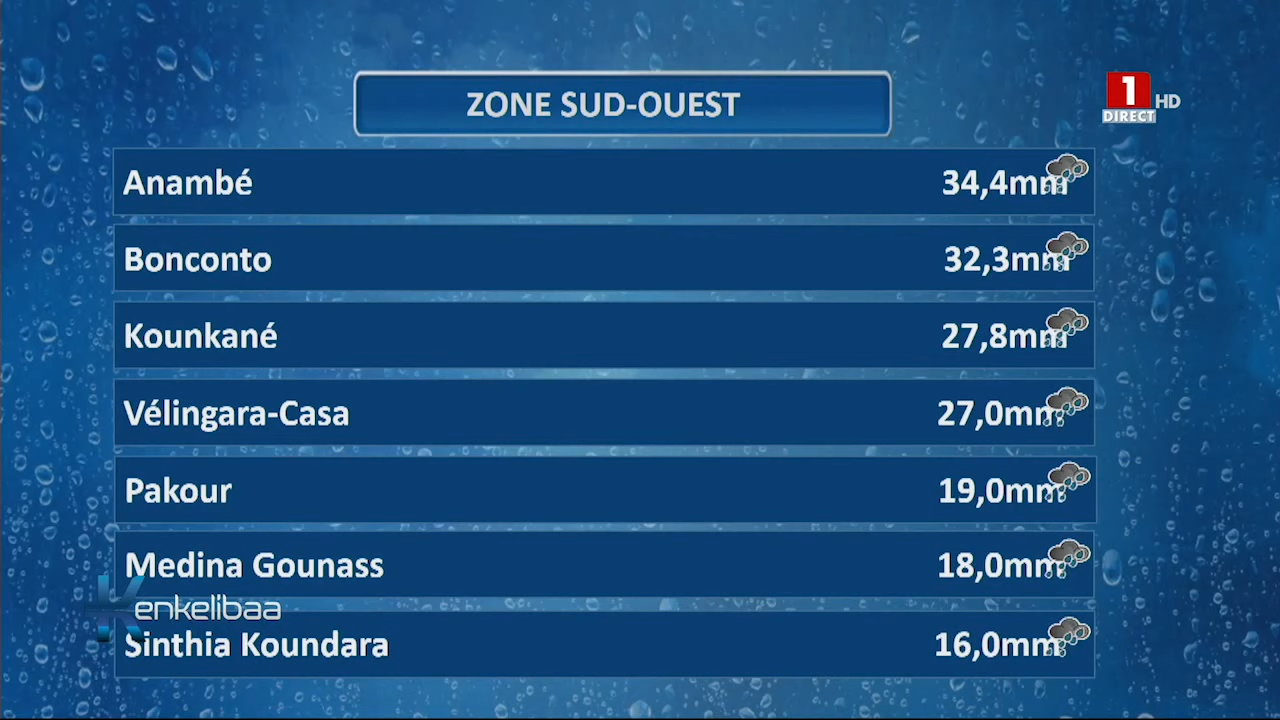 ZONE SUD-OUEST
1 HD
DIRECT
Anambé 34,4mm
Bonconto 32,3mm
Kounkané 27,8mm
Vélingara-Casa 27,0mm
Pakour 19,0mm
Medina Gounass 18,0mm
Kenkelibaa
Sinthia Koundara 16,0mm